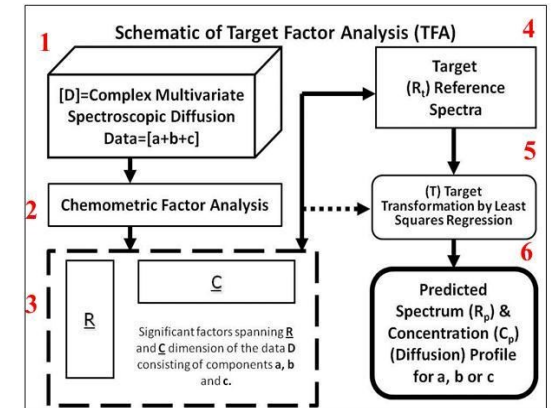 Schematic of Target Factor Analysis (TFA)
1
[D]=Complex Multivariate
Spectroscopic Diffusion
Data=[a+b+c]
2
Chemometric Factor Analysis
3
R
C
Significant factors spanning R
and C dimension of the data D
consisting of components a, b
and c.
4
Target
(Rt) Reference
Spectra
5
(T) Target
Transformation by Least
Squares Regression
6
Predicted
Spectrum (Rp) &
Concentration (Cp)
(Diffusion) Profile
for a, b or c